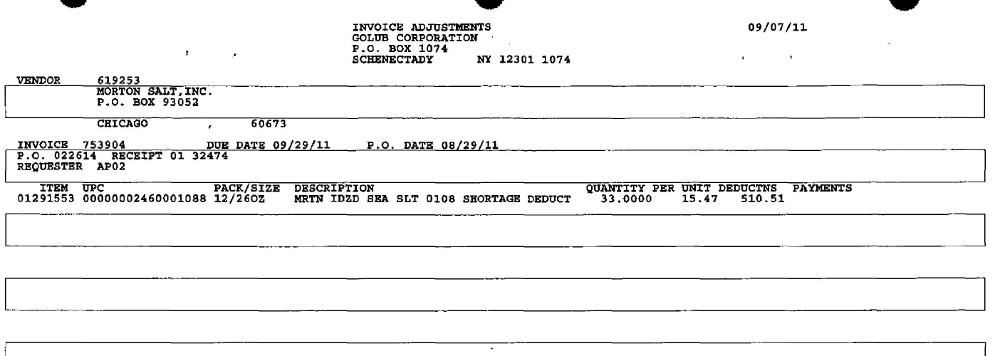 INVOICE ADJUSTMENTS 09/07/11
GOLUB CORPORATION
P.O. BOX 1074
SCHENECTADY NY 12301 1074
VENDOR 619253
MORTON SALT,INC.
P.O. BOX 93052
CHICAGO , 60673
INVOICE 753904 DUE DATE 09/29/11 P.O. DATE 08/29/11
P.O. 022614 RECEIPT 01 32474
REQUESTER AP02
ITEM UPC PACK/SIZE DESCRIPTION QUANTITY PER UNIT DEDUCTNS PAYMENTS
01291553 00000002460001088 12/26OZ MRTN IDZD SEA SLT 0108 SHORTAGE DEDUCT 33.0000 15.47 510.51